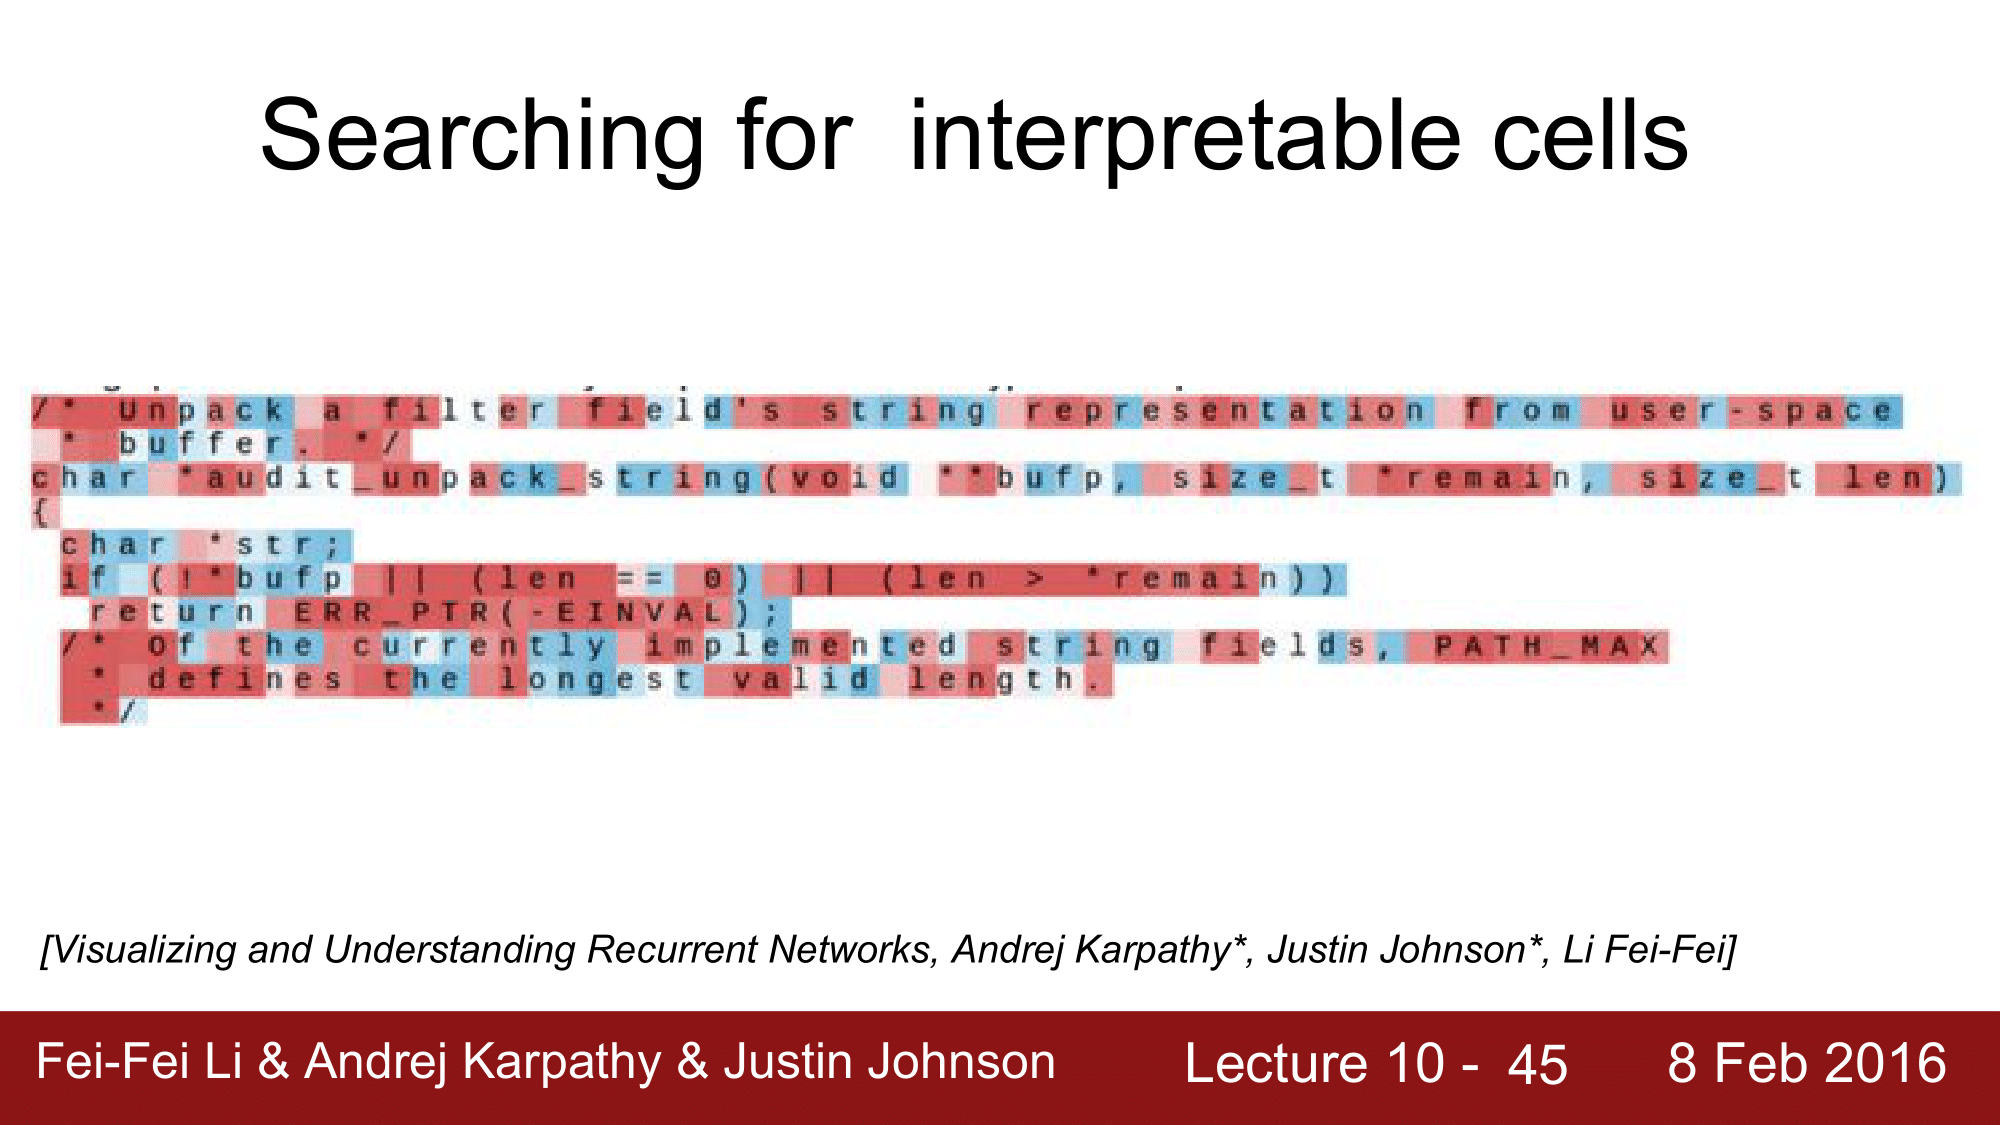 Searching for interpretable cells
/* Unpack a filter field's string representation from user-space
* buffer. */
char *audit_unpack_string(void **bufp, size_t *remain, size_t len)
{
char *str;
if (!*bufp || (len == 0) || (len > *remain))
return ERR_PTR(-EINVAL);
/* Of the currently implemented string fields, PATH_MAX
* defines the longest valid length.
*/
[Visualizing and Understanding Recurrent Networks, Andrej Karpathy*, Justin Johnson*, Li Fei-Fei]
Fei-Fei Li & Andrej Karpathy & Justin Johnson Lecture 10 - 45 8 Feb 2016